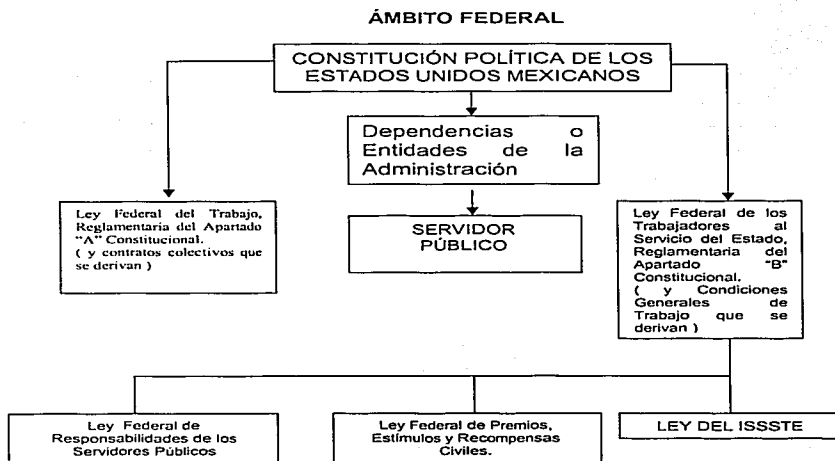 ÁMBITO FEDERAL
CONSTITUCIÓN POLÍTICA DE LOS
ESTADOS UNIDOS MEXICANOS
Dependencias o
Entidades de la
Administración
Ley Federal del Trabajo,
Reglamentaria del Apartado
"A" Constitucional.
( y contratos colectivos que
se derivan )
SERVIDOR
PÚBLICO
Ley Federal de los
Trabajadores al
Servicio del Estado,
Reglamentaria del
Apartado "B"
Constitucional.
( y Condiciones
Generales de
Trabajo que se
derivan )
Ley Federal de
Responsabilidades de los
Servidores Públicos
Ley Federal de Premios,
Estímulos y Recompensas
Civiles.
LEY DEL ISSSTE